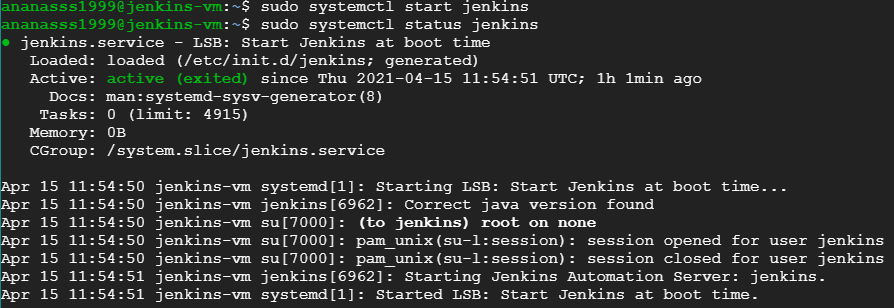 ananasss1999@jenkins-vm:~$ sudo systemctl start jenkins
ananasss1999@jenkins-vm:~$ sudo systemctl status jenkins
● jenkins.service - LSB: Start Jenkins at boot time
   Loaded: loaded (/etc/init.d/jenkins; generated)
   Active: active (exited) since Thu 2021-04-15 11:54:51 UTC; 1h 1min ago
     Docs: man:systemd-sysv-generator(8)
    Tasks: 0 (limit: 4915)
   Memory: 0B
   CGroup: /system.slice/jenkins.service

Apr 15 11:54:50 jenkins-vm systemd[1]: Starting LSB: Start Jenkins at boot time...
Apr 15 11:54:50 jenkins-vm jenkins[6962]: Correct java version found
Apr 15 11:54:50 jenkins-vm su[7000]: (to jenkins) root on none
Apr 15 11:54:50 jenkins-vm su[7000]: pam_unix(su-l:session): session opened for user jenkins
Apr 15 11:54:50 jenkins-vm su[7000]: pam_unix(su-l:session): session closed for user jenkins
Apr 15 11:54:51 jenkins-vm jenkins[6962]: Starting Jenkins Automation Server: jenkins.
Apr 15 11:54:51 jenkins-vm systemd[1]: Started LSB: Start Jenkins at boot time.